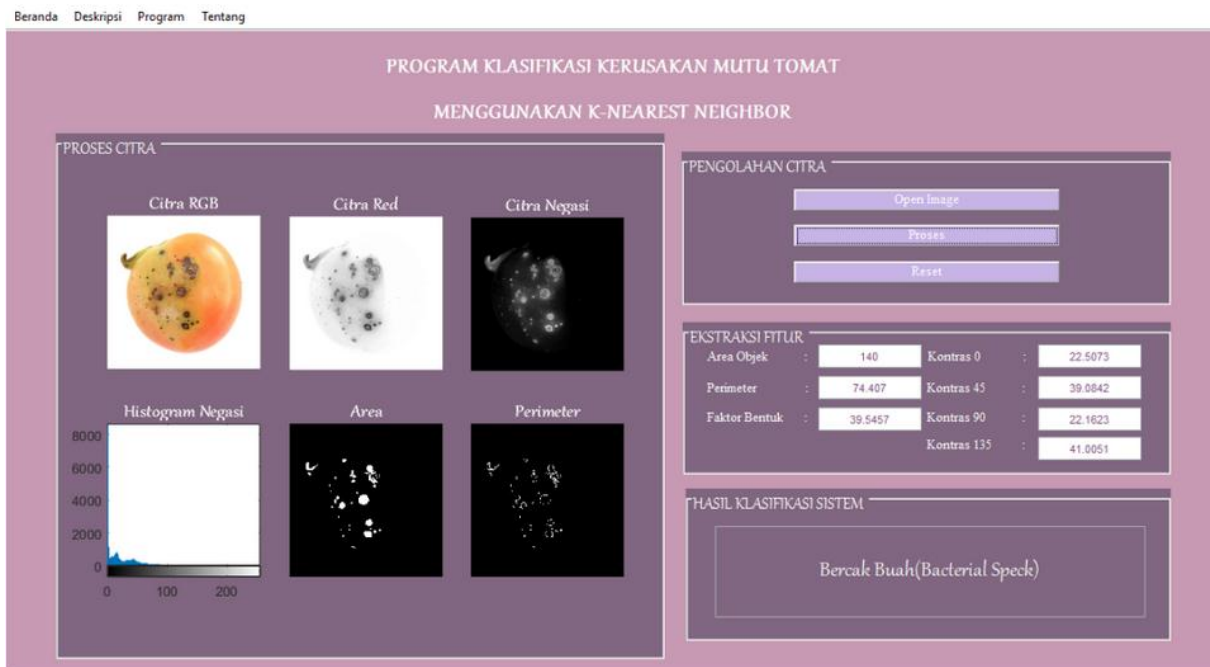 Beranda Deskripsi Program Tentang
PROGRAM KLASIFIKASI KERUSAKAN MUTU TOMAT
MENGGUNAKAN K-NEAREST NEIGHBOR
PROSES CITRA
Citra RGB Citra Red Citra Negasi
Histogram Negasi Area Perimeter
8000
6000
4000
2000
0
0 100 200
PENGOLAHAN CITRA
Open Image
Proses
Reset
EKSTRAKSI FITUR
Area Objek : 140 Kontras 0 : 22.5073
Perimeter : 74.407 Kontras 45 : 39.0842
Faktor Bentuk : 39.5457 Kontras 90 : 22.1623
Kontras 135 : 41.0051
HASIL KLASIFIKASI SISTEM
Bercak Buah(Bacterial Speck)